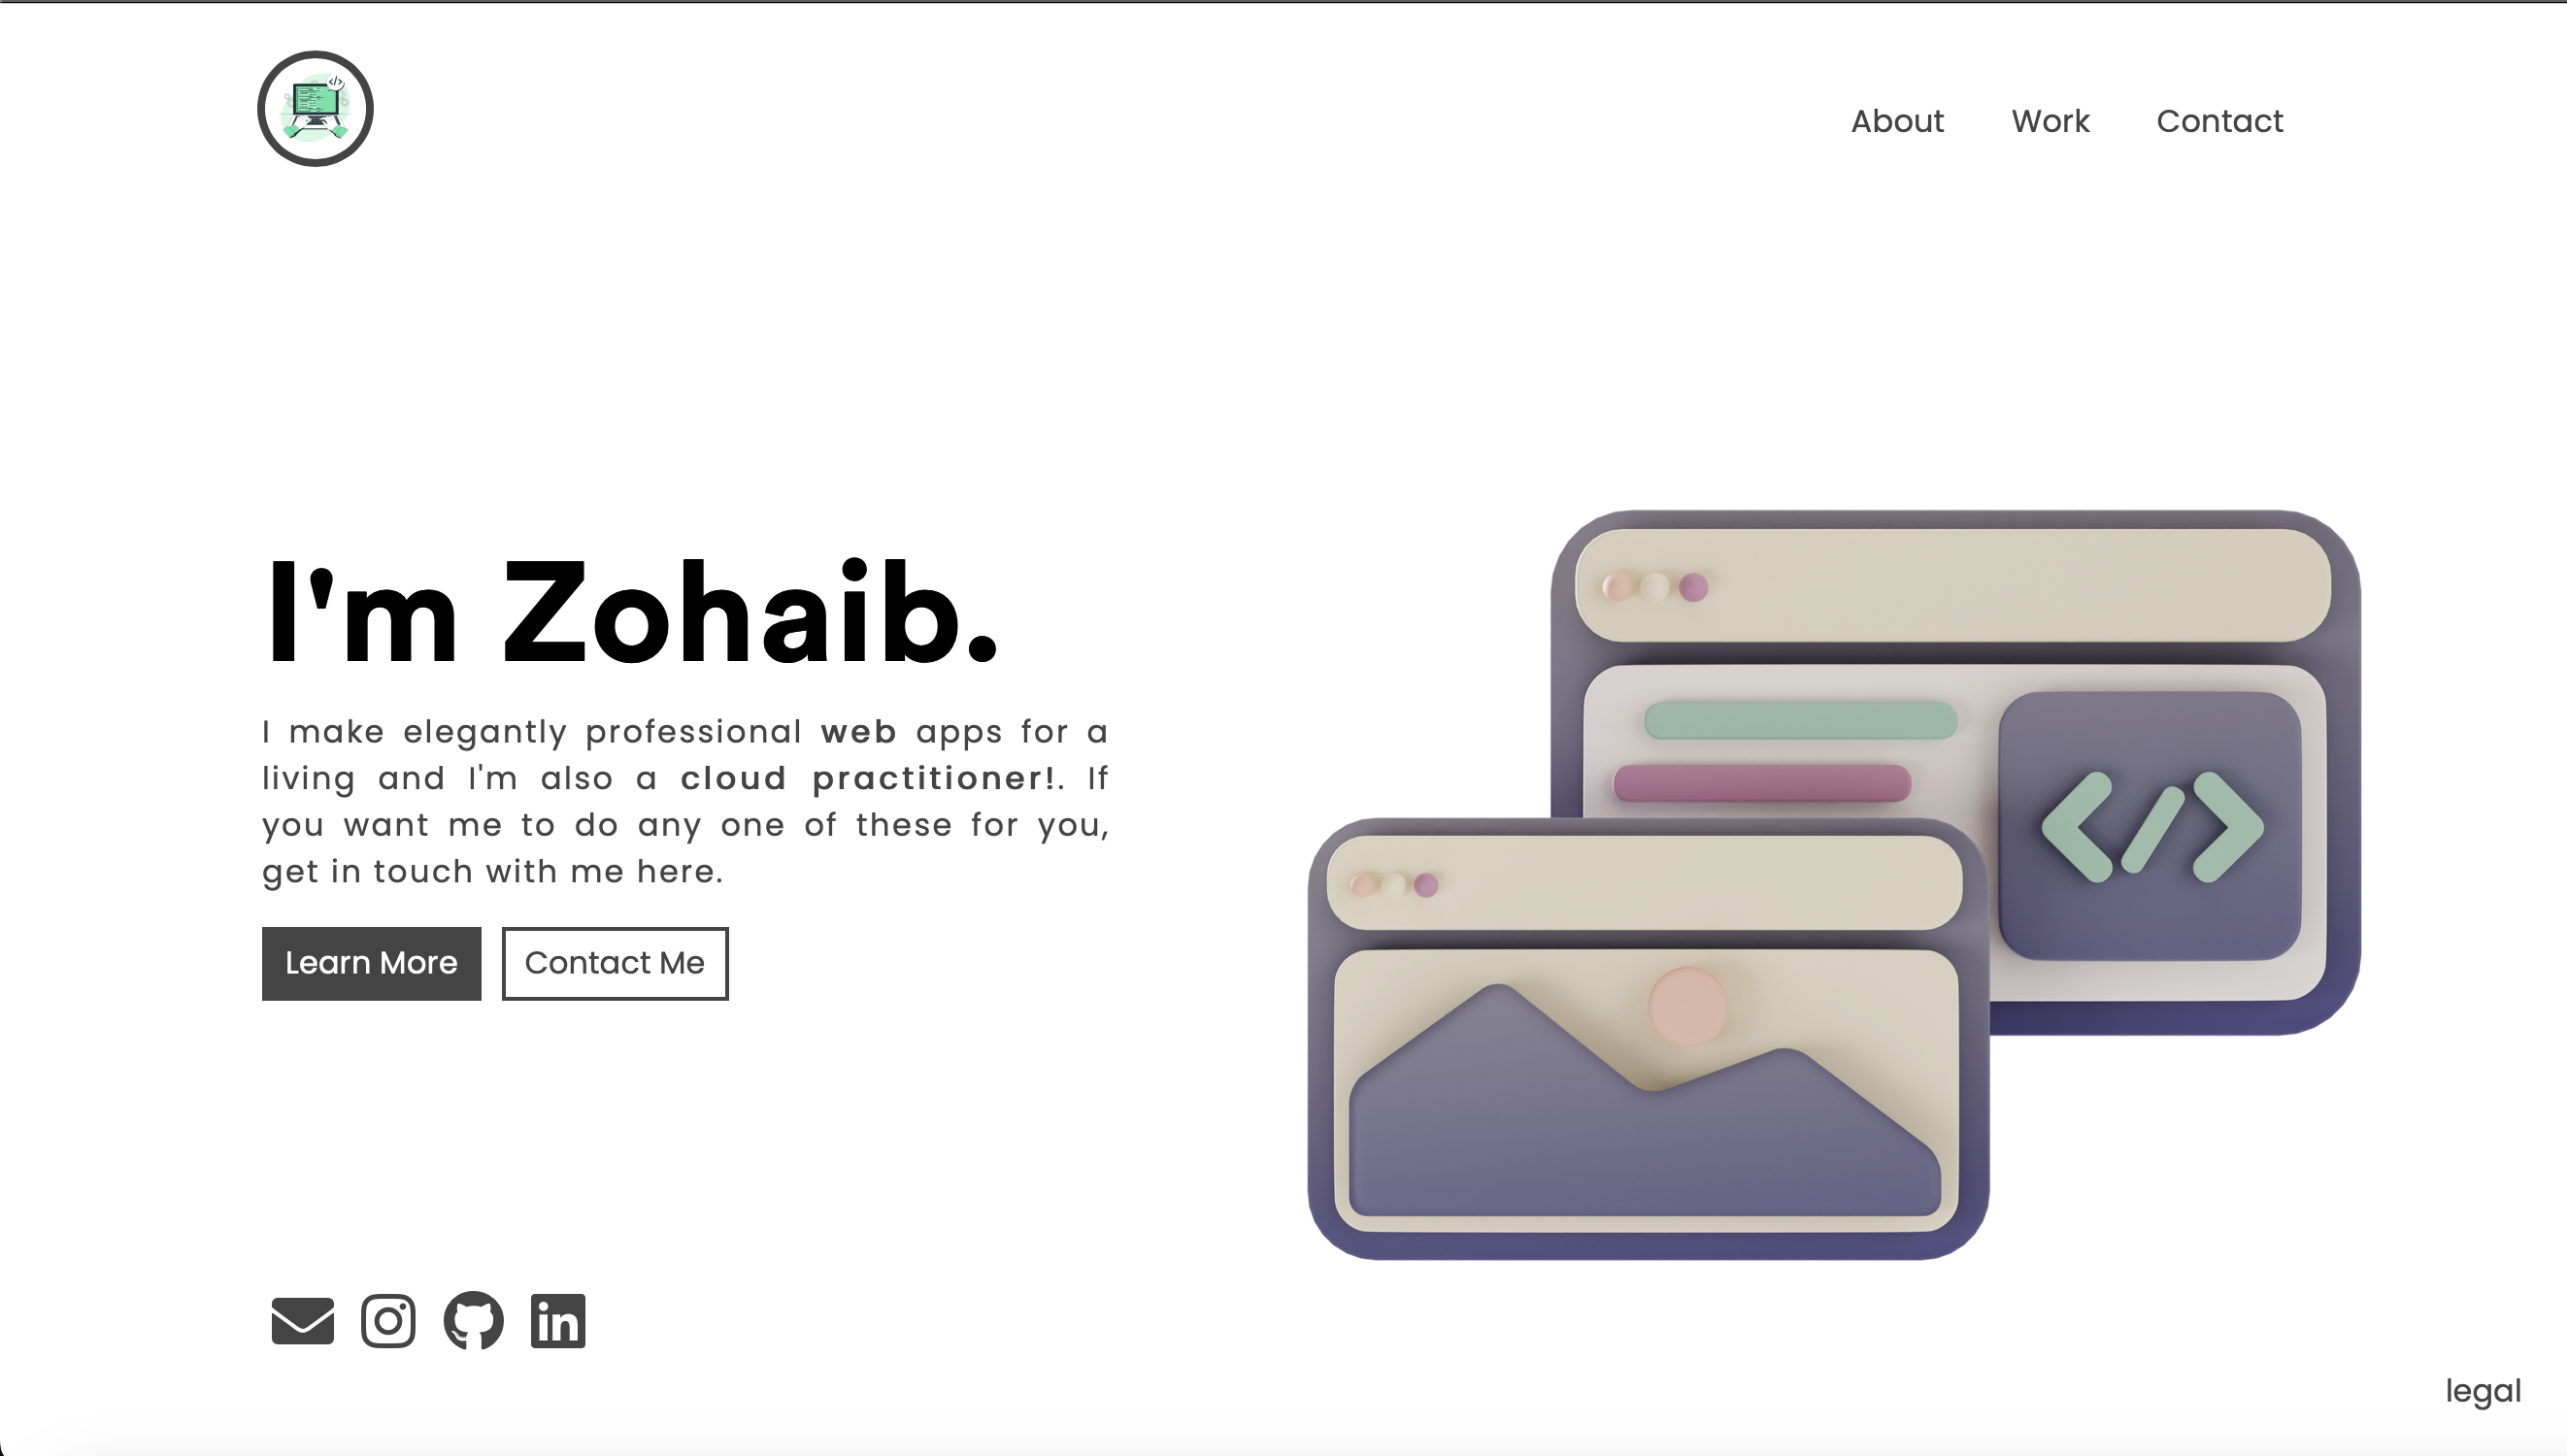 About Work Contact
I'm Zohaib.
I make elegantly professional web apps for a
living and I'm also a cloud practitioner!. If
you want me to do any one of these for you,
get in touch with me here.
Learn More Contact Me
in
legal